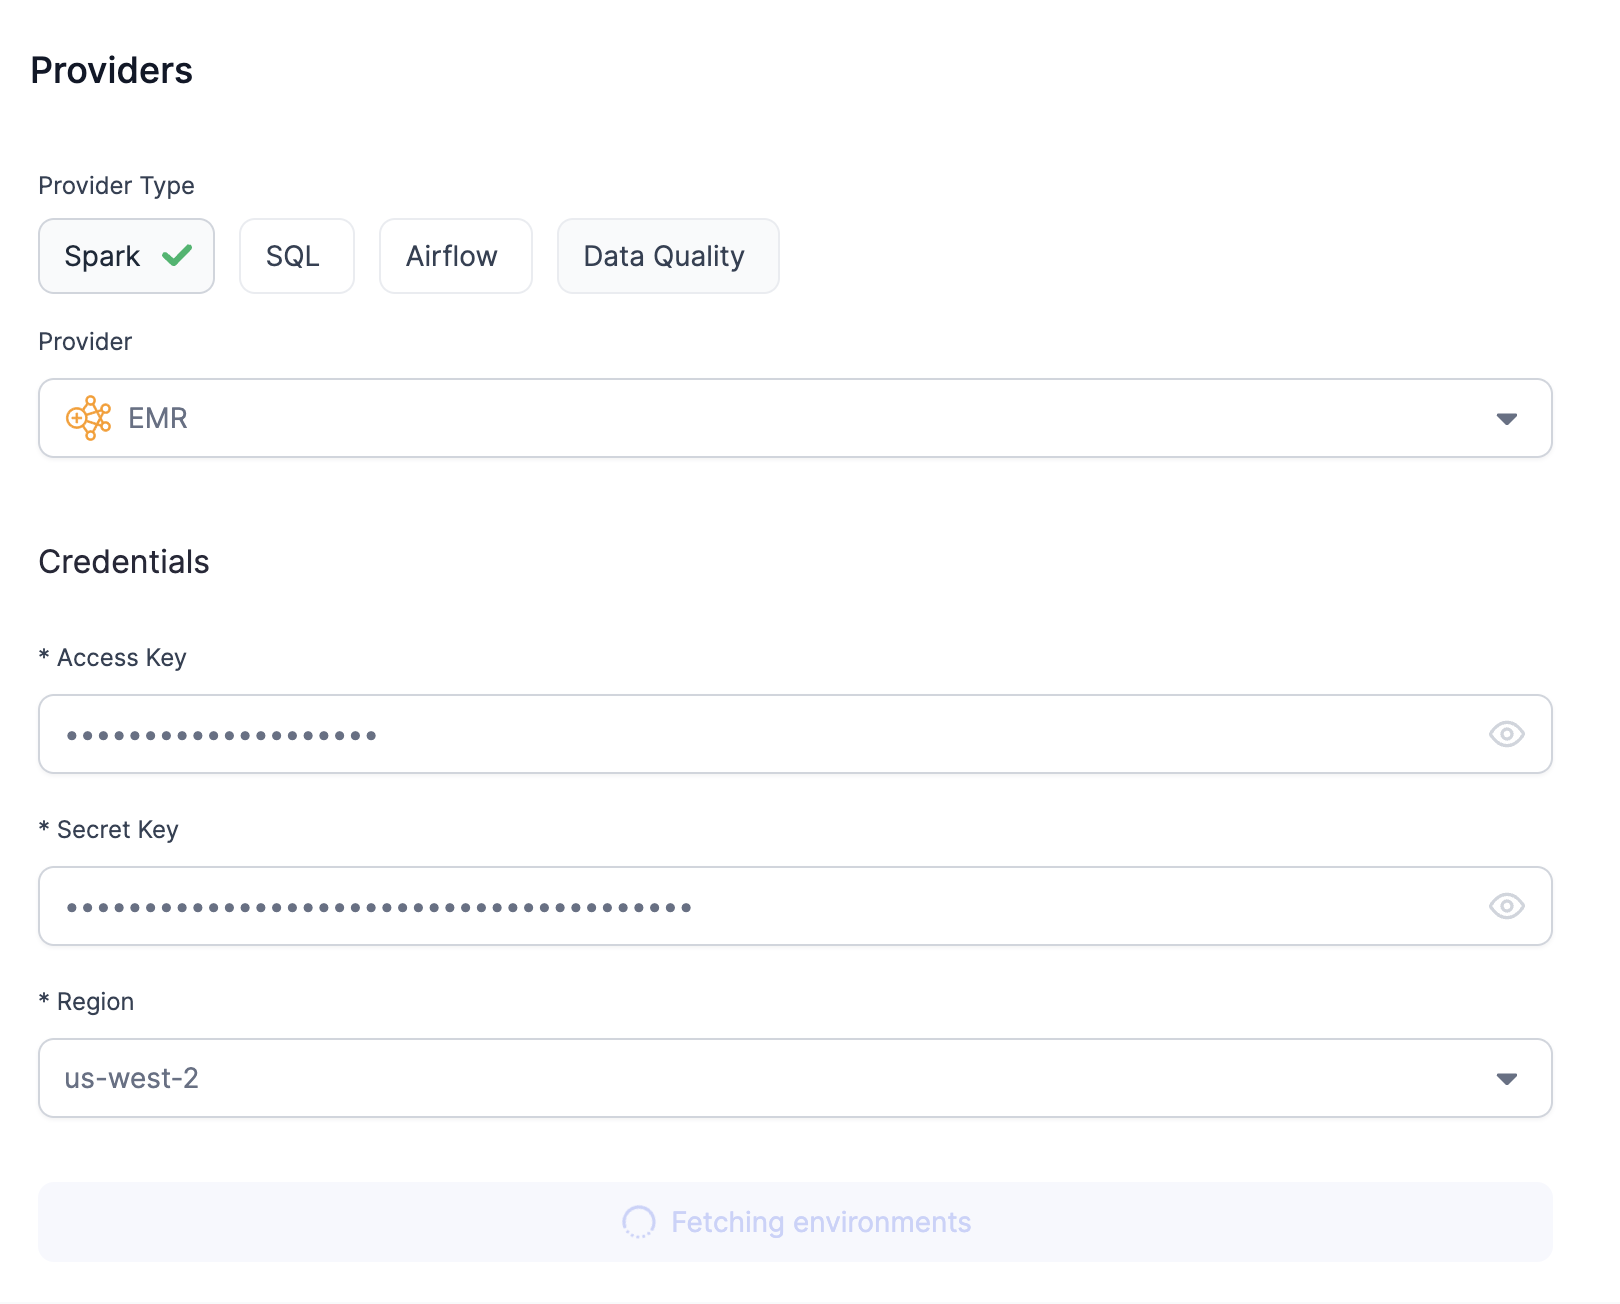 Providers
Provider Type
Spark SQL Airflow Data Quality
Provider
EMR
Credentials
* Access Key
••••••••••••••••••••
* Secret Key
••••••••••••••••••••••••••••••••••••••••
* Region
us-west-2
Fetching environments